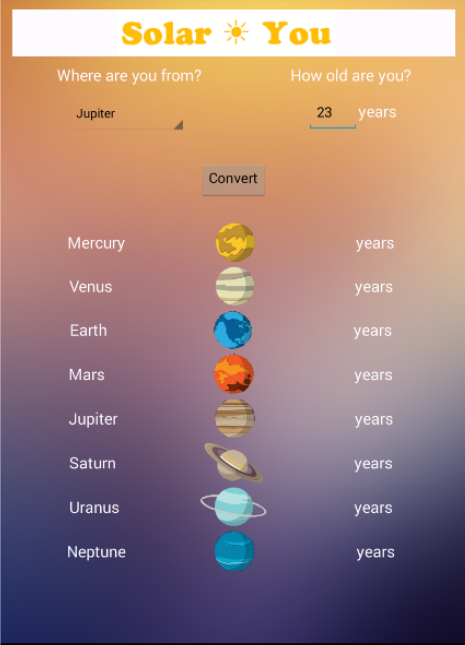 Solar You
Where are you from? How old are you?
Jupiter 23 years
Convert
Mercury years
Venus years
Earth years
Mars years
Jupiter years
Saturn years
Uranus years
Neptune years